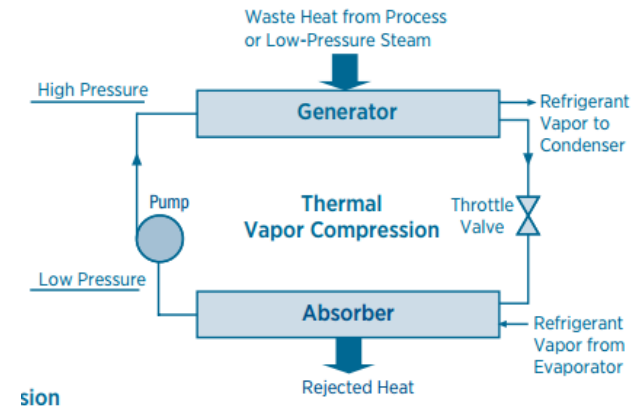 Waste Heat from Process
or Low-Pressure Steam
High Pressure
Generator
Refrigerant
Vapor to
Condenser
Pump
Thermal
Vapor Compression
Throttle
Valve
Low Pressure
Absorber
Refrigerant
Vapor from
Evaporator
Rejected Heat
sion